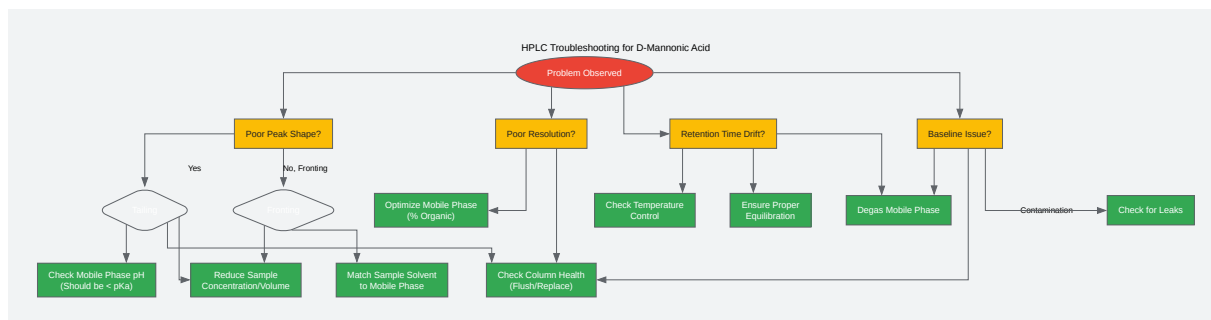 HPLC Troubleshooting for D-Mannonic Acid
Problem Observed
Poor Peak Shape?
Poor Resolution?
Retention Time Drift?
Baseline Issue?
Yes
No, Fronting
Tailing
Fronting
Optimize Mobile Phase
(% Organic)
Check Temperature
Control
Ensure Proper
Equilibration
Degas Mobile Phase
Contamination
Check for Leaks
Check Mobile Phase pH
(Should be < pKa)
Reduce Sample
Concentration/Volume
Match Sample Solvent
to Mobile Phase
Check Column Health
(Flush/Replace)